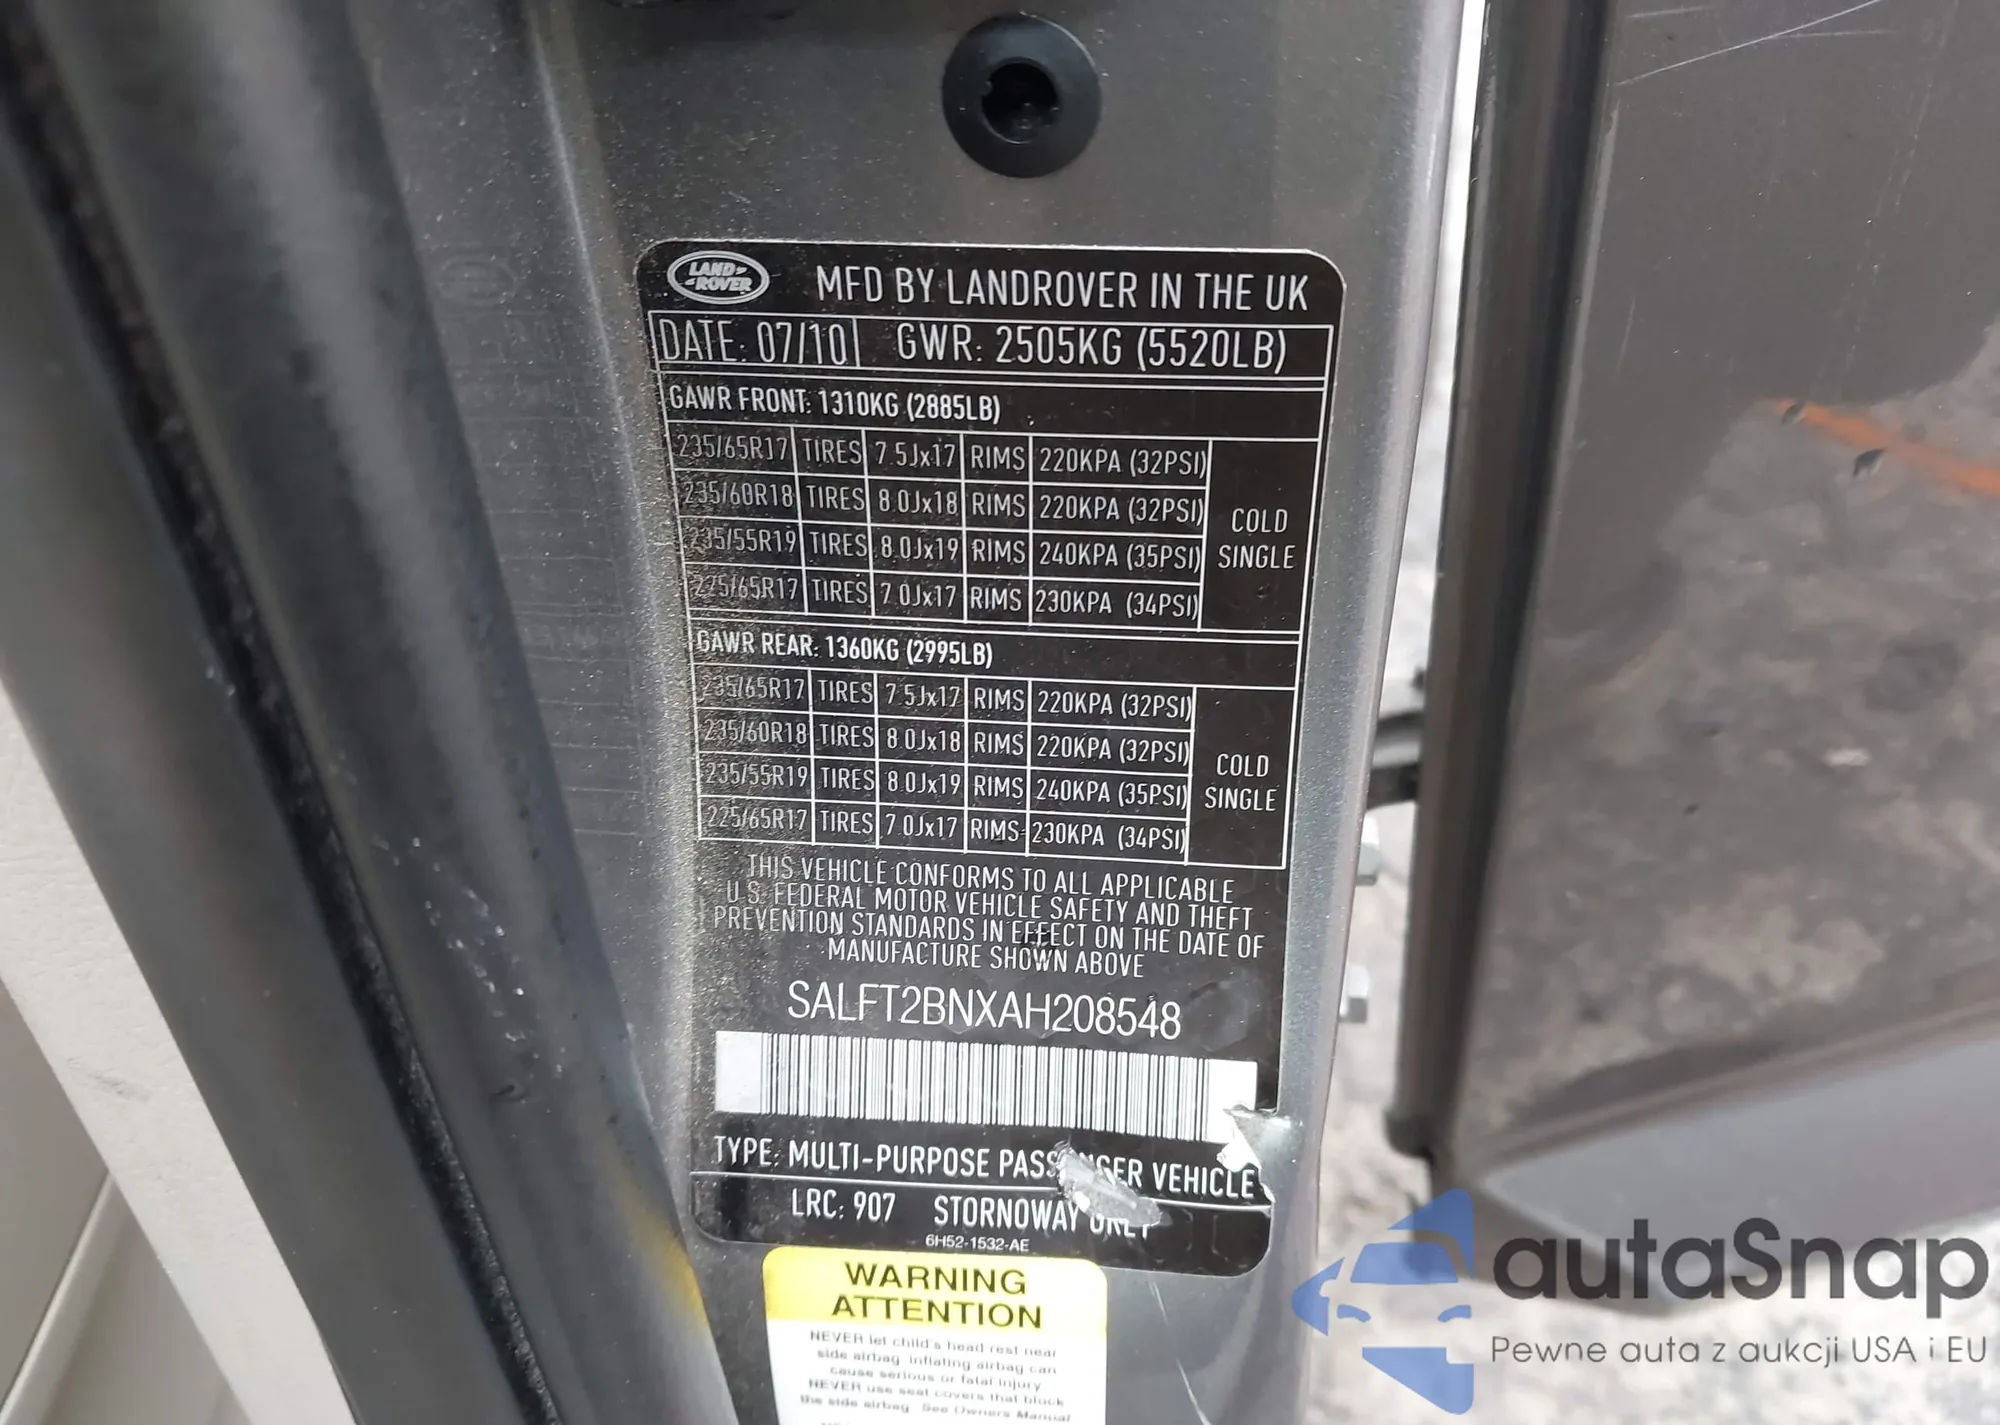 LAND ROVER
MFD BY LANDROVER IN THE UK
DATE: 07/10 GWR: 2505KG (5520LB)
GAWR FRONT: 1310KG (2885LB)
235/65R17 TIRES 7.5Jx17 RIMS 220KPA (32PSI)
235/60R18 TIRES 8.0Jx18 RIMS 220KPA (32PSI)
235/55R19 TIRES 8.0Jx19 RIMS 240KPA (35PSI)
225/65R17 TIRES 7.0Jx17 RIMS 230KPA (34PSI)
COLD
SINGLE
GAWR REAR: 1360KG (2995LB)
235/65R17 TIRES 7.5Jx17 RIMS 220KPA (32PSI)
235/60R18 TIRES 8.0Jx18 RIMS 220KPA (32PSI)
235/55R19 TIRES 8.0Jx19 RIMS 240KPA (35PSI)
225/65R17 TIRES 7.0Jx17 RIMS 230KPA (34PSI)
COLD
SINGLE
THIS VEHICLE CONFORMS TO ALL APPLICABLE
U.S. FEDERAL MOTOR VEHICLE SAFETY AND THEFT
PREVENTION STANDARDS IN EFFECT ON THE DATE OF
MANUFACTURE SHOWN ABOVE
SALFT2BNXAH208548
TYPE: MULTI-PURPOSE PASSENGER VEHICLE
LRC: 907 STORNOWAY ONLY
6H52-1532-AE
WARNING
ATTENTION
NEVER let child's head rest near
side airbag. Inflating airbag can
cause serious or fatal injury
NEVER use seat covers that block
the side airbag. See Owners Manual
autaSnap
Pewne auta z aukcji USA i EU